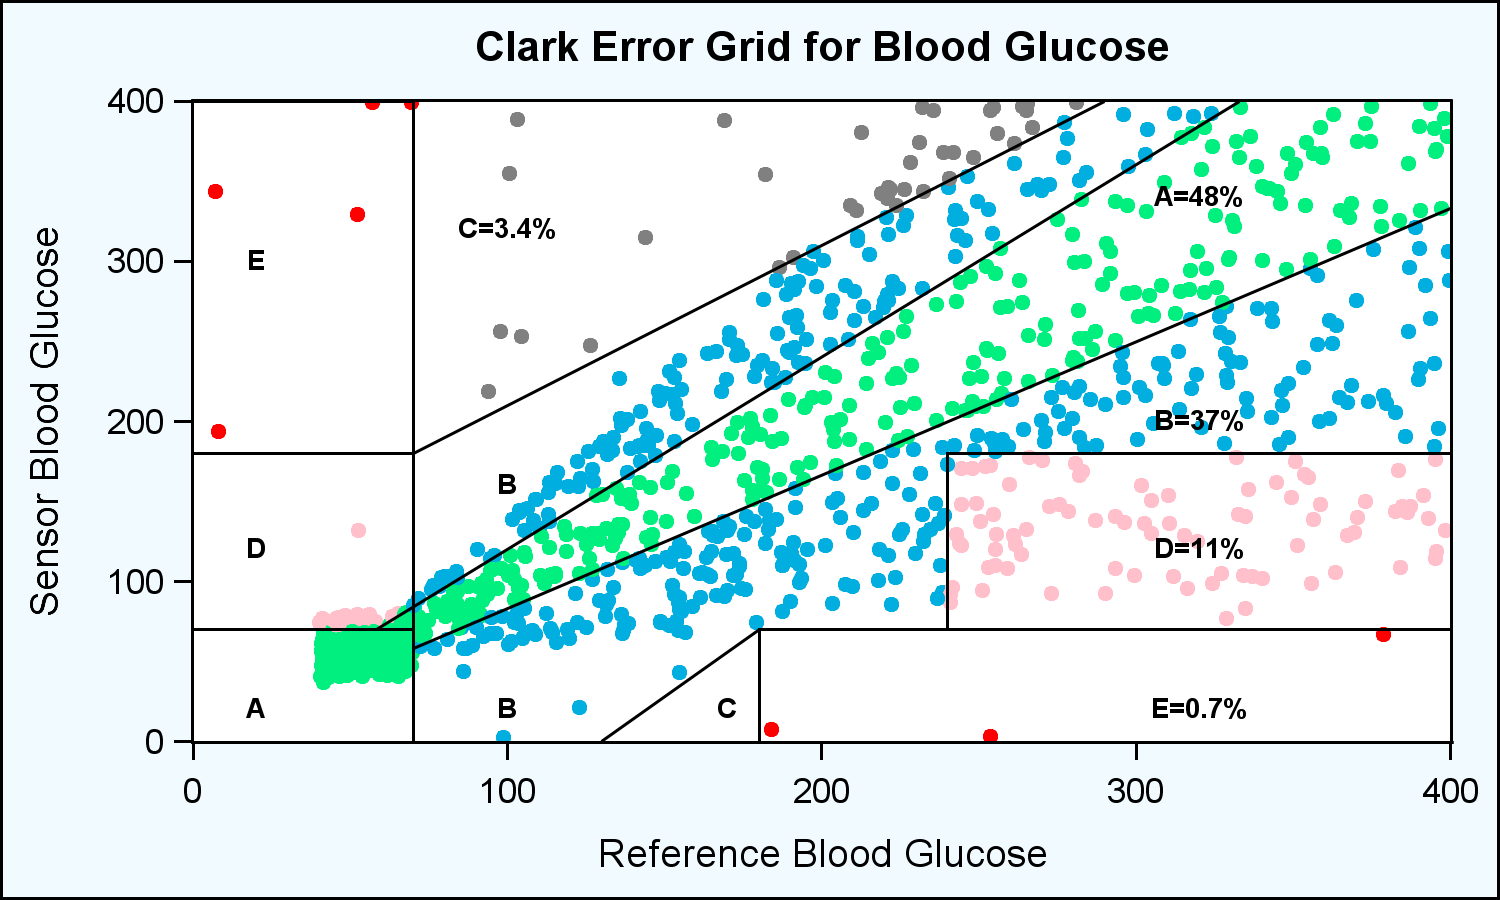 Clark Error Grid for Blood Glucose
400
300
200
100
0
Sensor Blood Glucose
A=48%
C=3.4%
E
B=37%
B
D
D=11%
A
B
C
E=0.7%
0
100
200
300
400
Reference Blood Glucose